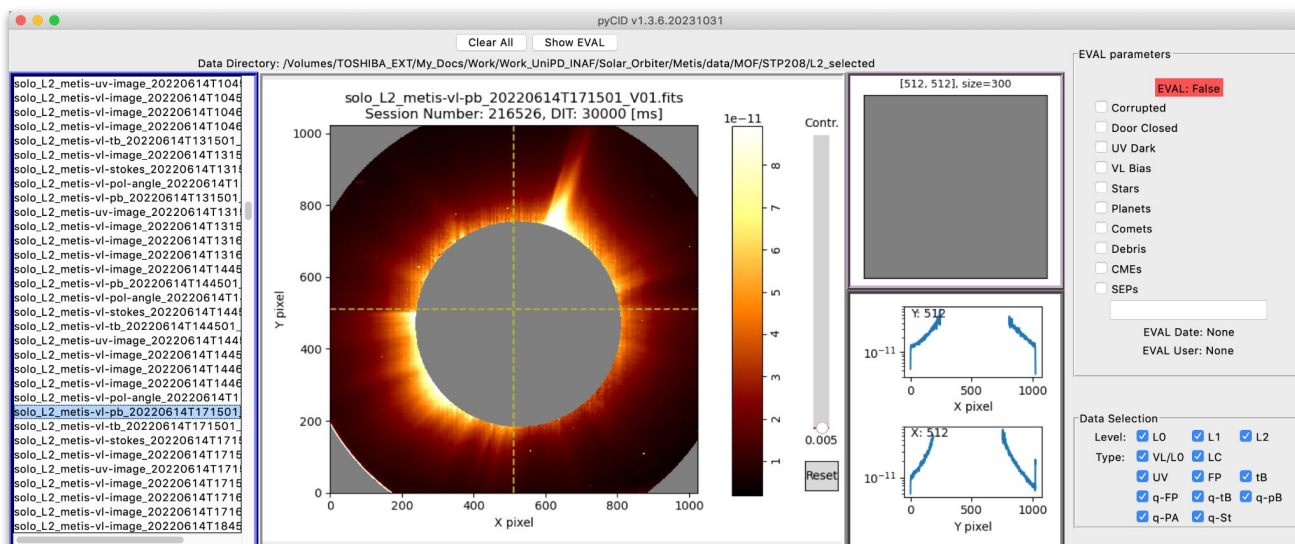 pyCID v1.3.6.20231031
Clear All Show EVAL
Data Directory: /Volumes/TOSHIBA_EXT/My_Docs/Work/Work_UniPD_INAF/Solar_Orbiter/Metis/data/MOF/STP208/L2_selected
solo_L2_metis-uv-image_20220614T104
solo_L2_metis-vl-image_20220614T1045
solo_L2_metis-vl-image_20220614T1046
solo_L2_metis-vl-image_20220614T1046
solo_L2_metis-vl-tb_20220614T131501_
solo_L2_metis-vl-image_20220614T1315
solo_L2_metis-vl-stokes_20220614T131
solo_L2_metis-vl-pol-angle_20220614T1
solo_L2_metis-vl-pb_20220614T131501_
solo_L2_metis-uv-image_20220614T131
solo_L2_metis-vl-image_20220614T1315
solo_L2_metis-vl-image_20220614T1316
solo_L2_metis-vl-image_20220614T1316
solo_L2_metis-vl-image_20220614T1445
solo_L2_metis-vl-pb_20220614T144501_
solo_L2_metis-vl-pol-angle_20220614T1
solo_L2_metis-vl-stokes_20220614T144
solo_L2_metis-vl-tb_20220614T144501_
solo_L2_metis-uv-image_20220614T144
solo_L2_metis-vl-image_20220614T1445
solo_L2_metis-vl-image_20220614T1446
solo_L2_metis-vl-image_20220614T1446
solo_L2_metis-vl-pol-angle_20220614T1
solo_L2_metis-vl-pb_20220614T171501_
solo_L2_metis-vl-tb_20220614T171501_
solo_L2_metis-vl-stokes_20220614T171
solo_L2_metis-vl-image_20220614T1715
solo_L2_metis-uv-image_20220614T171
solo_L2_metis-vl-image_20220614T1715
solo_L2_metis-vl-image_20220614T1716
solo_L2_metis-vl-image_20220614T1716
solo_L2_metis-vl-image_20220614T1845
solo_L2_metis-vl-pb_20220614T171501_V01.fits
Session Number: 216526, DIT: 30000 [ms]
1000
800
600
400
200
0
Y pixel
0 200 400 600 800 1000
X pixel
1e−11
8
7
6
5
4
3
2
1
Contr.
0.005
Reset
[512, 512], size=300
Y: 512
10−11
0 500 1000
X pixel
X: 512
10−11
0 500 1000
Y pixel
EVAL parameters
EVAL: False
Corrupted
Door Closed
UV Dark
VL Bias
Stars
Planets
Comets
Debris
CMEs
SEPs
EVAL Date: None
EVAL User: None
Data Selection
Level: L0 L1 L2
Type: VL/L0 LC
UV FP tB
q-FP q-tB q-pB
q-PA q-St